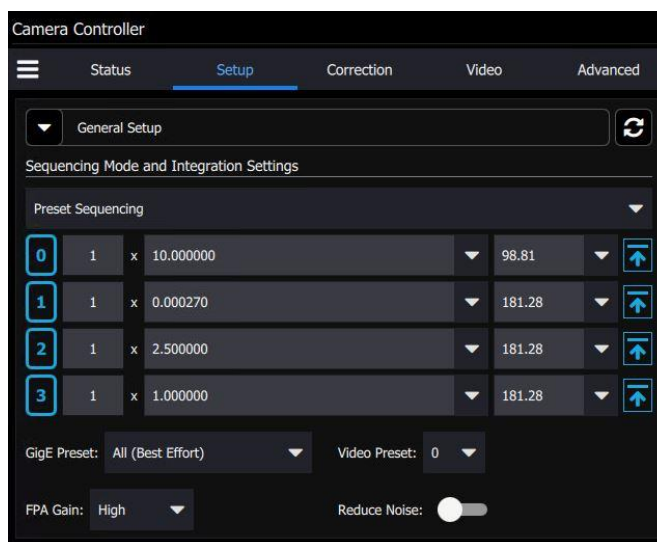 Camera Controller
Status Setup Correction Video Advanced
General Setup
Sequencing Mode and Integration Settings
Preset Sequencing
0 1 x 10.000000 98.81
1 1 x 0.000270 181.28
2 1 x 2.500000 181.28
3 1 x 1.000000 181.28
GigE Preset: All (Best Effort) Video Preset: 0
FPA Gain: High Reduce Noise: